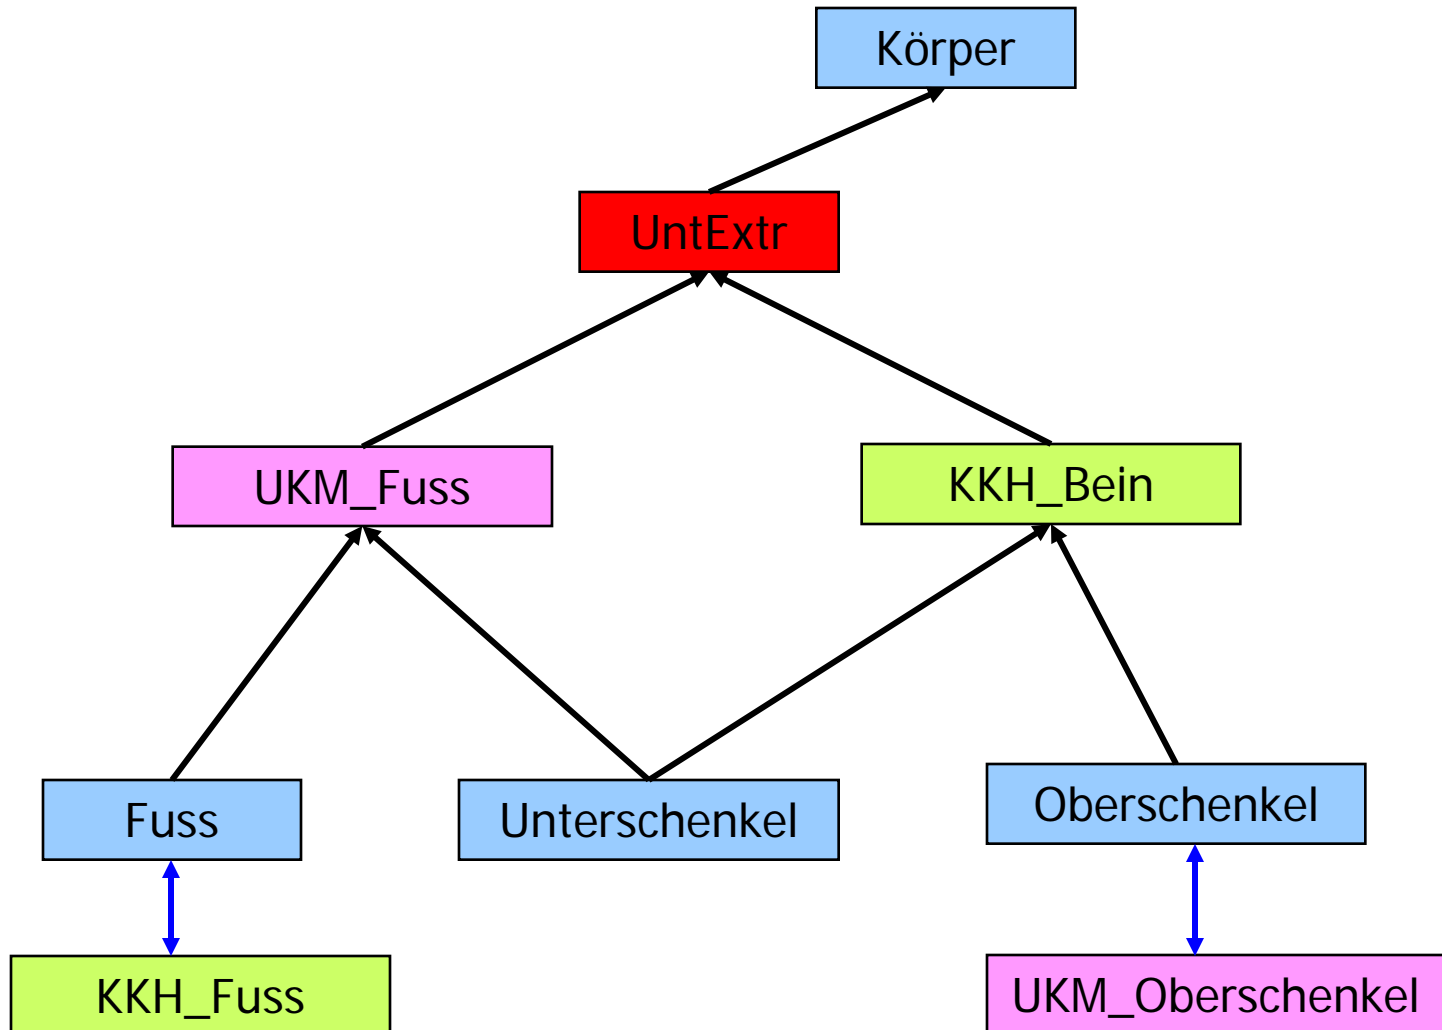 Körper
UntExtr
UKM_Fuss
KKH_Bein
Fuss
Unterschenkel
Oberschenkel
KKH_Fuss
UKM_Oberschenkel